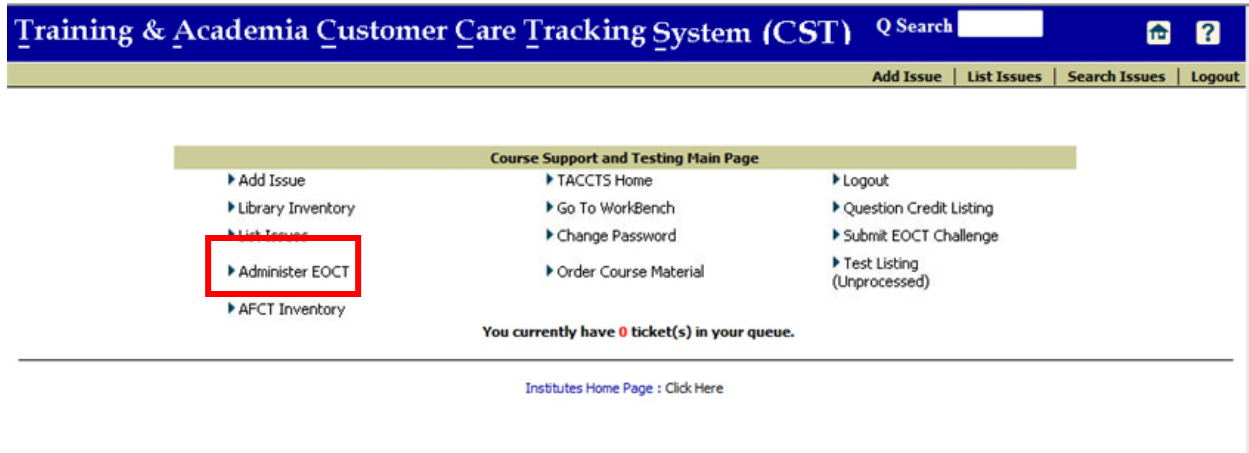 Training & Academia Customer Care Tracking System (CST) Q Search
Add Issue | List Issues | Search Issues | Logout
Course Support and Testing Main Page
Add Issue TACCTS Home Logout
Library Inventory Go To WorkBench Question Credit Listing
List Issues Change Password Submit EOCT Challenge
Administer EOCT Order Course Material Test Listing
(Unprocessed)
AFCT Inventory
You currently have 0 ticket(s) in your queue.
Institutes Home Page : Click Here